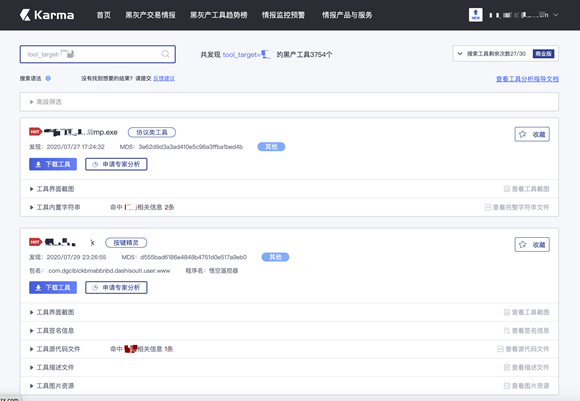 Karma 首页 黑灰产交易情报 黑灰产工具趋势榜 情报监控预警 情报产品与服务 NEW
tool_target= 共发现 tool_target= 的黑产工具3754个 搜索工具剩余次数27/30 商业版
搜索语法 没有找到想要的结果? 请提交 反馈建议 查看工具分析指导文档
高级筛选
HOT mp.exe 协议类工具 收藏
发现: 2020/07/27 17:24:32 MD5: 3e62d9d3a3ad410e5c98a3ffba1bed4b 其他
下载工具 申请专家分析
工具界面截图 查看工具截图
工具内置字符串 命中 相关信息 2条 查看完整字符串文件
HOT 按键精灵 收藏
发现: 2020/07/29 23:26:55 MD5: d555bad6186e4848b4751d0e517a9eb0 其他
包名: com.dgclblckbmabbnbd.dashisouti.user.www 程序名: 悟空遥控器
下载工具 申请专家分析
工具界面截图 查看工具截图
工具签名信息 查看签名信息
工具源代码文件 命中 相关信息 1条 查看源代码文件
工具描述文件 查看描述文件
工具图片资源 查看图片资源